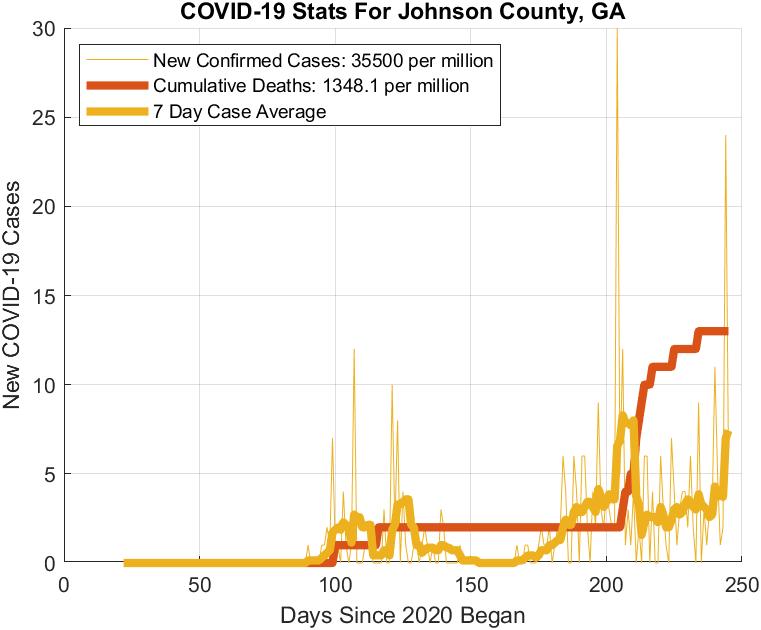 COVID-19 Stats For Johnson County, GA
New Confirmed Cases: 35500 per million
Cumulative Deaths: 1348.1 per million
7 Day Case Average
New COVID-19 Cases
30
25
20
15
10
5
0
0 50 100 150 200 250
Days Since 2020 Began